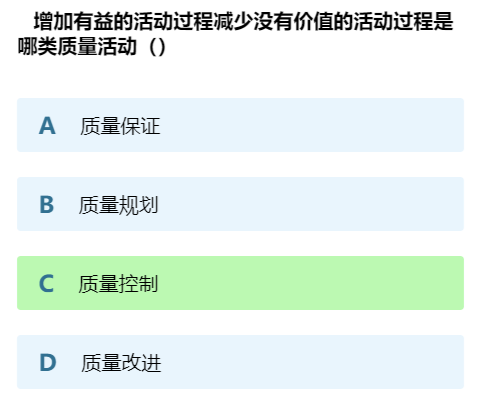 增加有益的活动过程减少没有价值的活动过程是
哪类质量活动（）
A 质量保证
B 质量规划
C 质量控制
D 质量改进